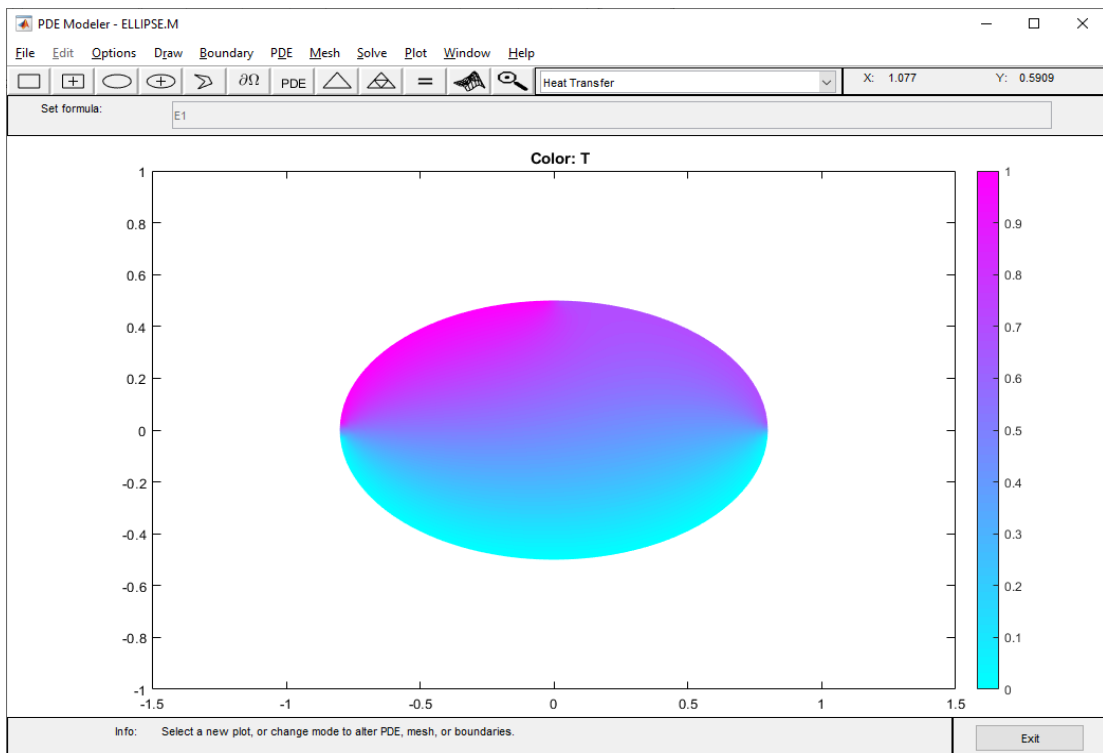 PDE Modeler - ELLIPSE.M
File Edit Options Draw Boundary PDE Mesh Solve Plot Window Help
∂Ω PDE = Heat Transfer X: 1.077 Y: 0.5909
Set formula: E1
Color: T
1
0.8
0.6
0.4
0.2
0
-0.2
-0.4
-0.6
-0.8
-1
-1.5 -1 -0.5 0 0.5 1 1.5
1
0.9
0.8
0.7
0.6
0.5
0.4
0.3
0.2
0.1
0
Info: Select a new plot, or change mode to alter PDE, mesh, or boundaries.
Exit